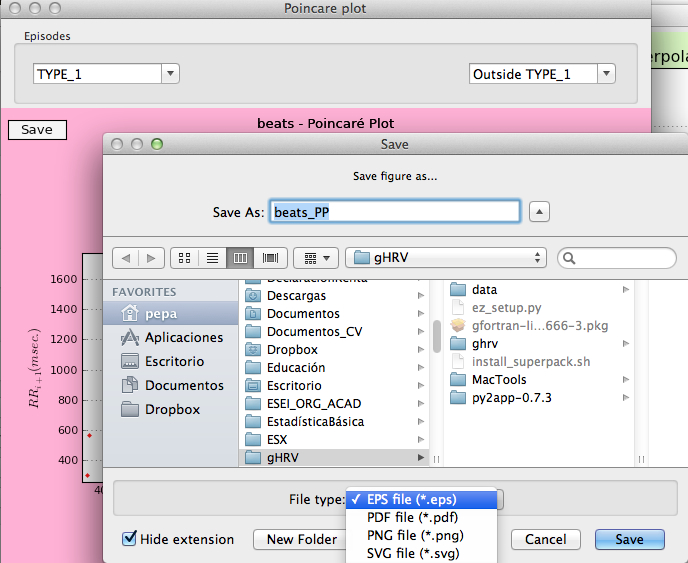 Poincare plot
Episodes
TYPE_1
Outside TYPE_1
erpola
Save
beats - Poincaré Plot
Save
Save figure as...
Save As: beats_PP
gHRV
FAVORITES
pepa
Aplicaciones
Escritorio
Documentos
Dropbox
Descargas
Documentos
Documentos_CV
Dropbox
Educación
Escritorio
ESEI_ORG_ACAD
EstadísticaBásica
ESX
gHRV
data
ez_setup.py
gfortran-li...666-3.pkg
ghrv
install_superpack.sh
MacTools
py2app-0.7.3
1600
1400
1200
1000
800
600
400
RRi+1(msec.)
File type:
✓ EPS file (*.eps)
PDF file (*.pdf)
PNG file (*.png)
SVG file (*.svg)
Hide extension
New Folder
Cancel
Save